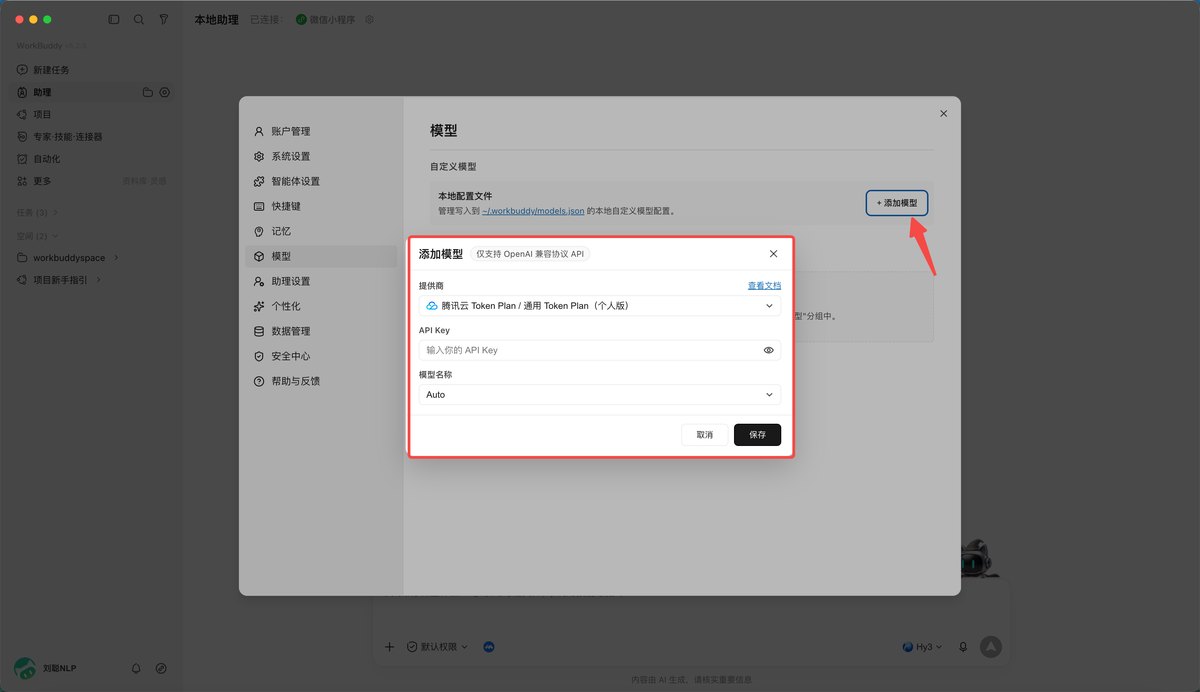 本地助理 已连接： 微信小程序
WorkBuddy
新建任务
助理
项目
专家·技能·连接器
自动化
更多
任务 (3)
空间 (2)
workbuddyspace
项目新手指引
刘聪NLP
账户管理
系统设置
智能体设置
快捷键
记忆
模型
助理设置
个性化
数据管理
安全中心
帮助与反馈
模型
自定义模型
本地配置文件
管理写入到 ~/.workbuddy/models.json 的本地自定义模型配置。
+ 添加模型
型"分组中。
添加模型 仅支持 OpenAI 兼容协议 API
提供商 查看文档
腾讯云 Token Plan / 通用 Token Plan（个人版）
API Key
输入你的 API Key
模型名称
Auto
取消 保存
默认权限
Hy3
内容由 AI 生成，请核实重要信息